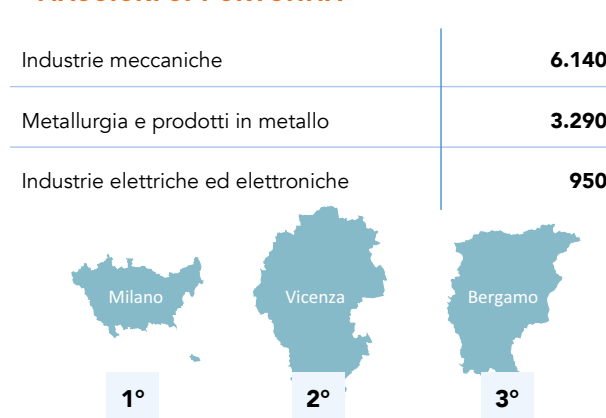 Industrie meccaniche 6.140
Metallurgia e prodotti in metallo 3.290
Industrie elettriche ed elettroniche 950
Milano Vicenza Bergamo
1° 2° 3°